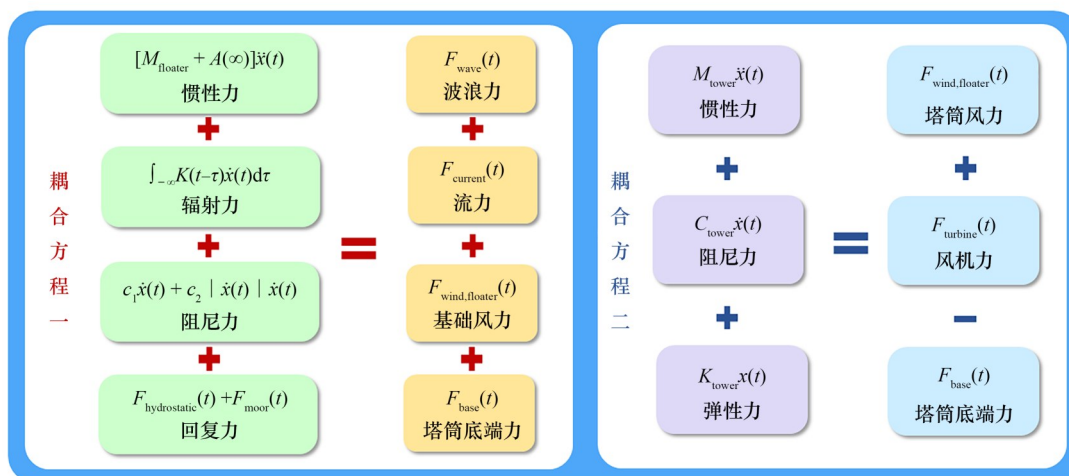 耦合方程一
[M_floater + A(∞)]ẍ(t)
惯性力
+
∫_−∞ K(t−τ)ẋ(t)dτ
辐射力
+
c₁ẋ(t) + c₂ | ẋ(t) | ẋ(t)
阻尼力
+
F_hydrostatic(t) +F_moor(t)
回复力
=
F_wave(t)
波浪力
+
F_current(t)
流力
+
F_wind,floater(t)
基础风力
+
F_base(t)
塔筒底端力
耦合方程二
M_tower ẍ(t)
惯性力
+
C_tower ẋ(t)
阻尼力
+
K_tower x(t)
弹性力
=
F_wind,floater(t)
塔筒风力
+
F_turbine(t)
风机力
−
F_base(t)
塔筒底端力